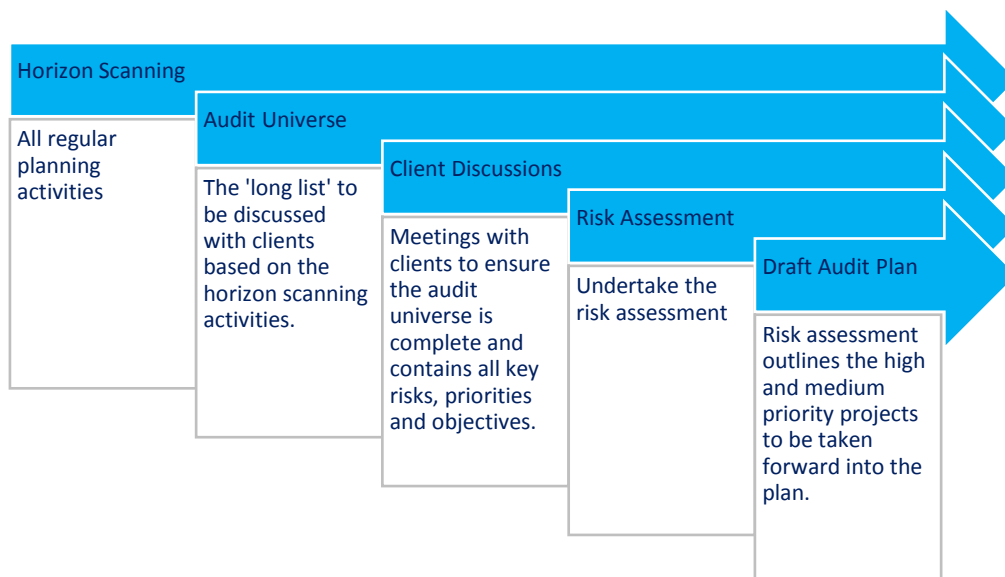 Horizon Scanning
All regular
planning
activities
Audit Universe
The 'long list' to
be discussed
with clients
based on the
horizon scanning
activities.
Client Discussions
Meetings with
clients to ensure
the audit
universe is
complete and
contains all key
risks, priorities
and objectives.
Risk Assessment
Undertake the
risk assessment
Draft Audit Plan
Risk assessment
outlines the high
and medium
priority projects
to be taken
forward into the
plan.